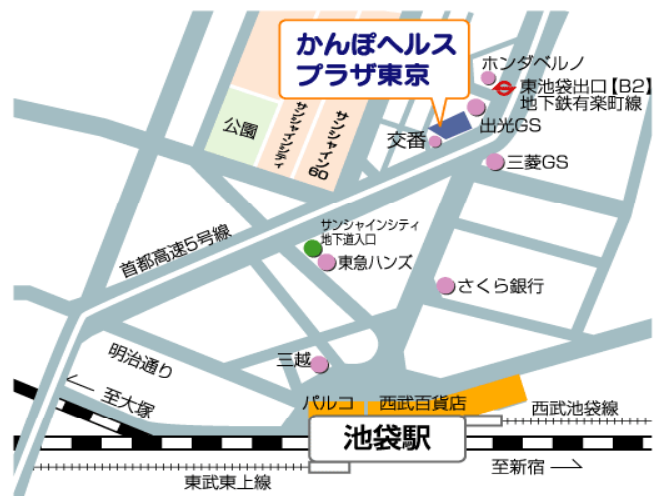 かんぽヘルス
プラザ東京
ホンダベルノ
東池袋出口【B2】
地下鉄有楽町線
出光GS
交番
三菱GS
公園
サンシャインシティ
サンシャイン60
首都高速5号線
サンシャインシティ
地下道入口
東急ハンズ
さくら銀行
明治通り
三越
至大塚
パルコ
西武百貨店
西武池袋線
池袋駅
至新宿
東武東上線